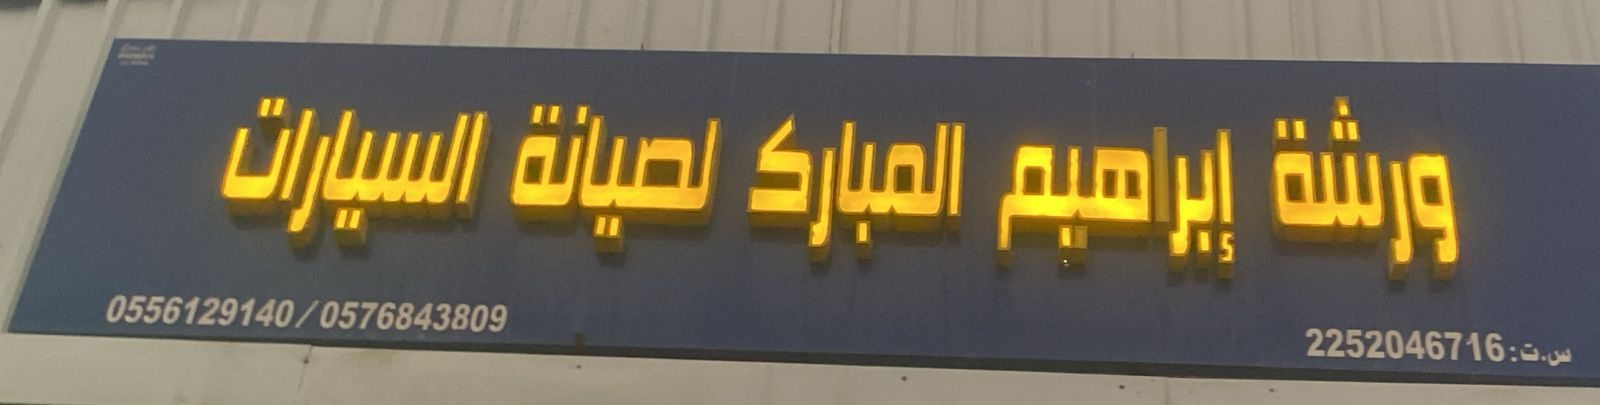 ورشة إبراهيم المبارك لصيانة السيارات
0556129140 / 0576843809
س.ت: 2252046716